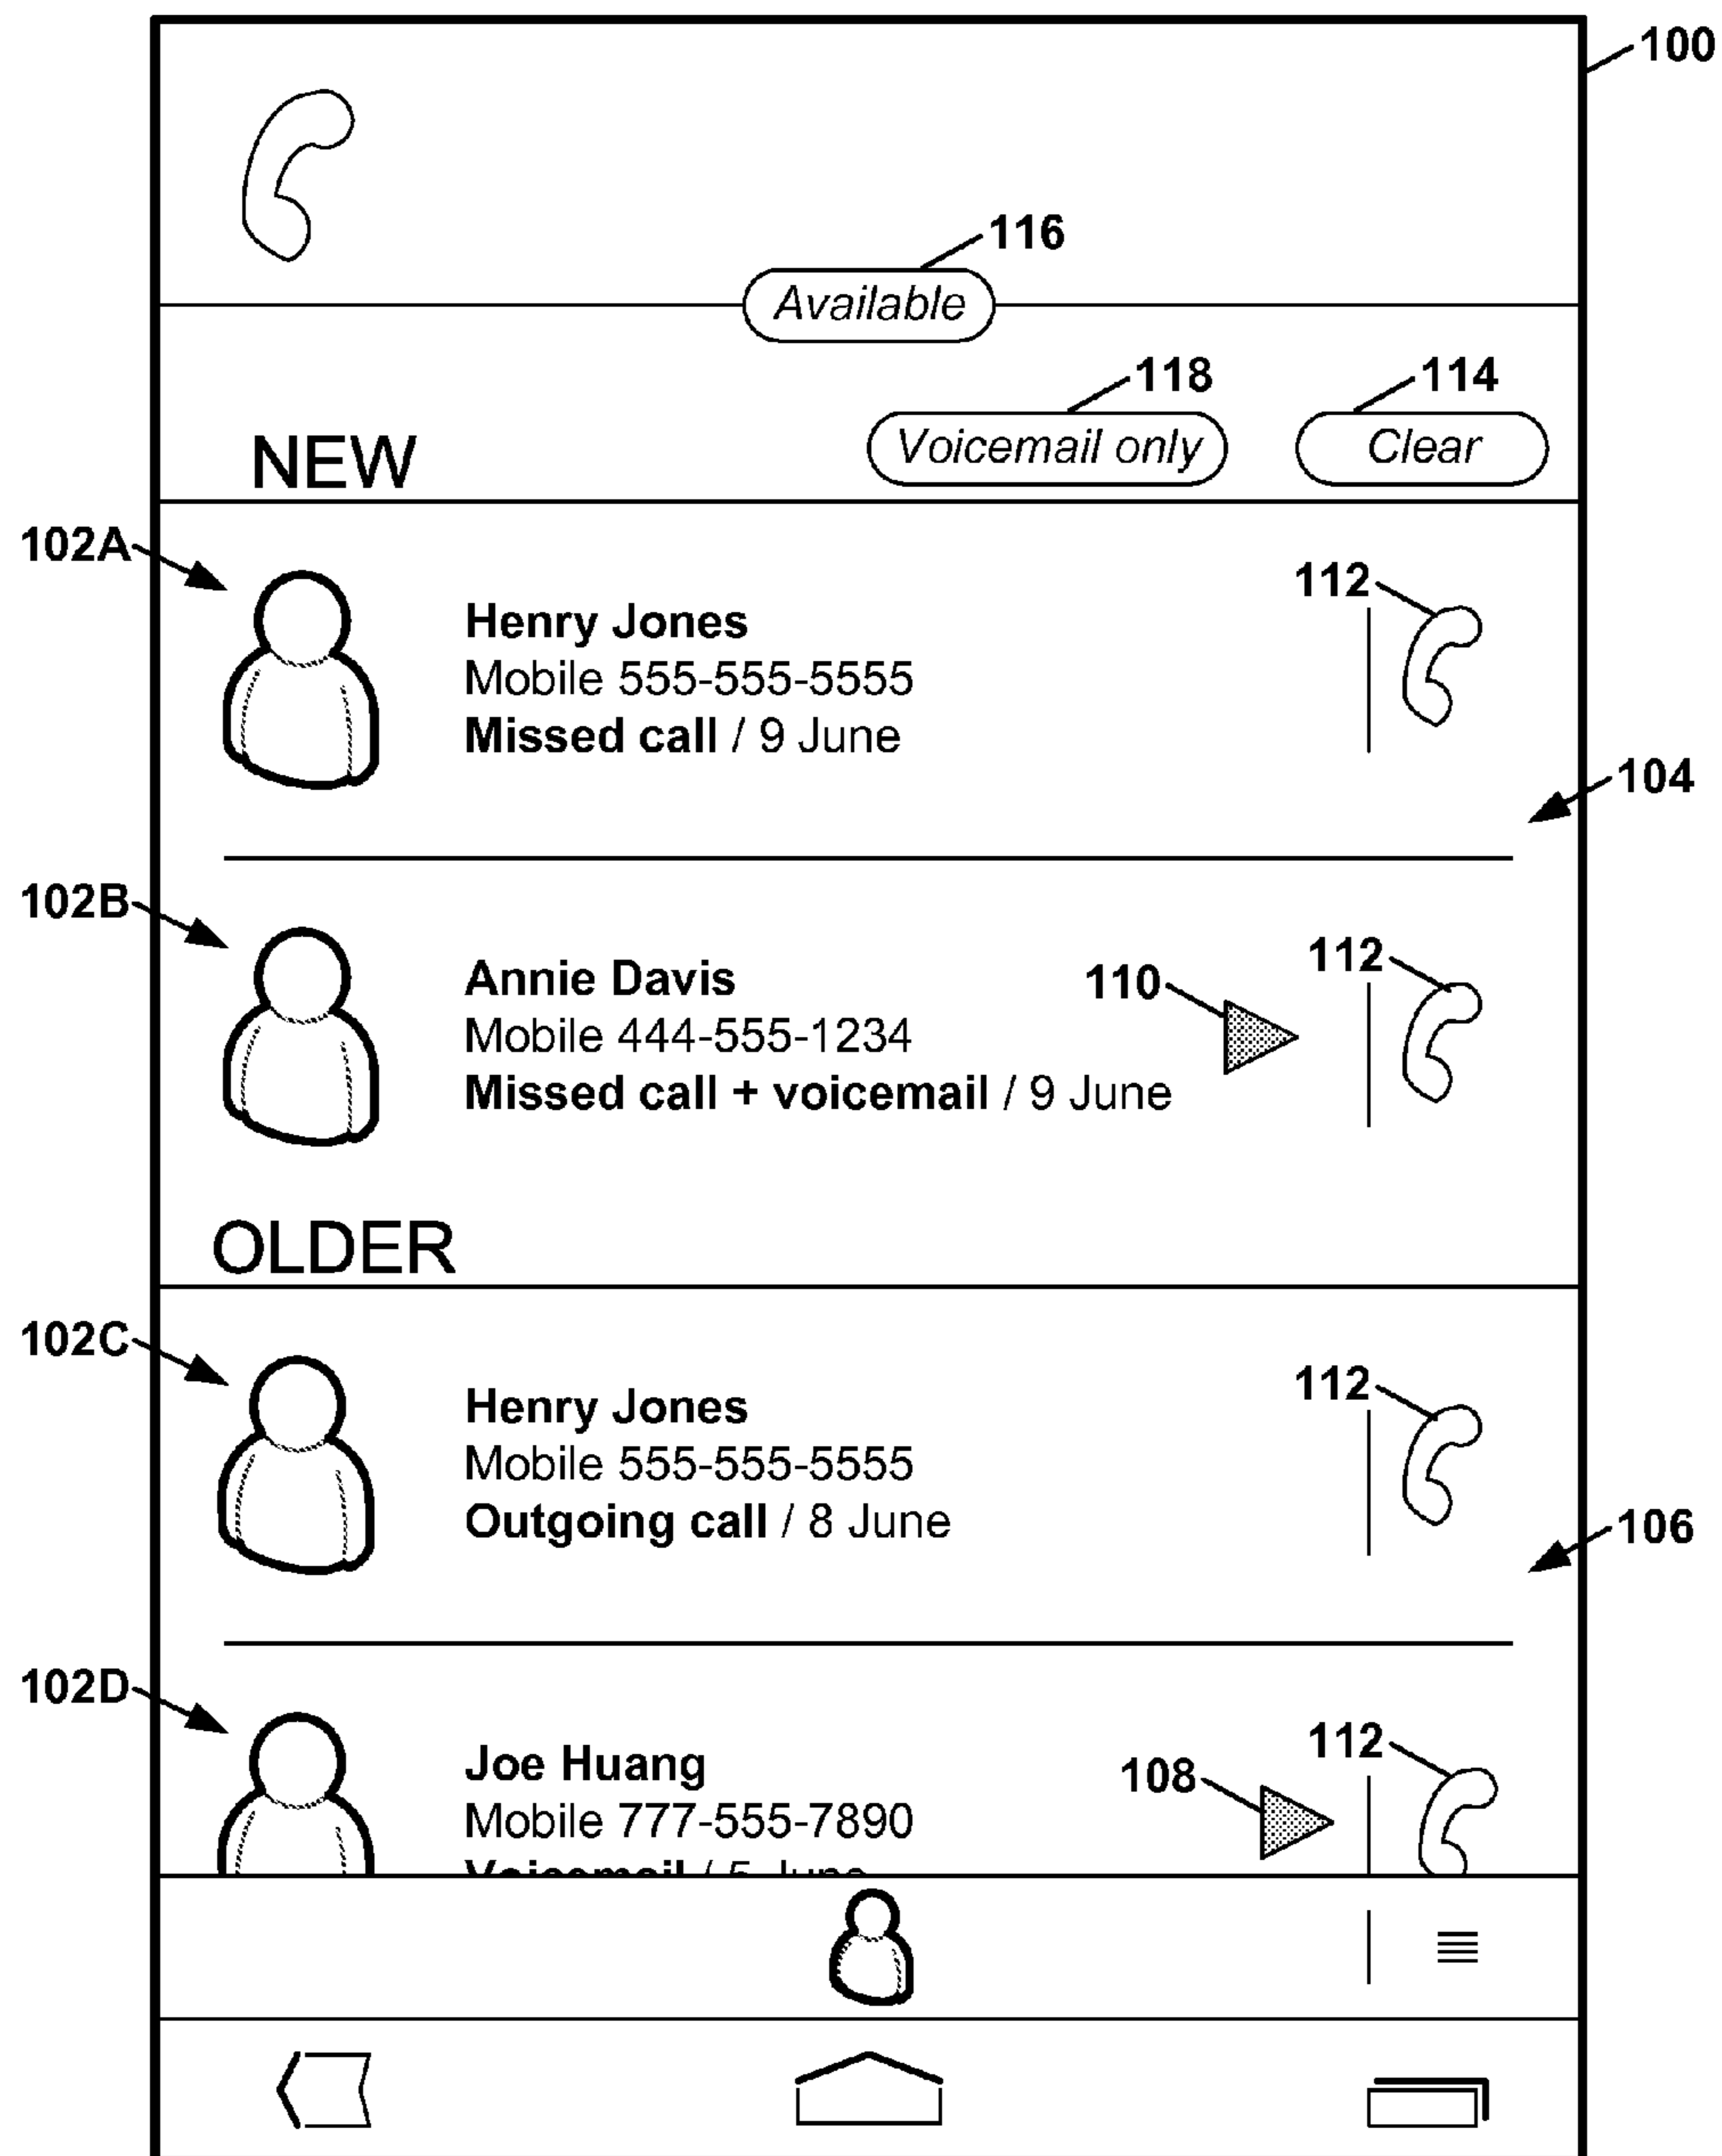 100
116
Available
118
114
NEW
Voicemail only
Clear
102A
112
Henry Jones
Mobile 555-555-5555
Missed call / 9 June
104
102B
112
Annie Davis
110
Mobile 444-555-1234
Missed call + voicemail / 9 June
OLDER
102C
112
Henry Jones
Mobile 555-555-5555
Outgoing call / 8 June
106
102D
112
Joe Huang
108
Mobile 777-555-7890
Voicemail / 5 June